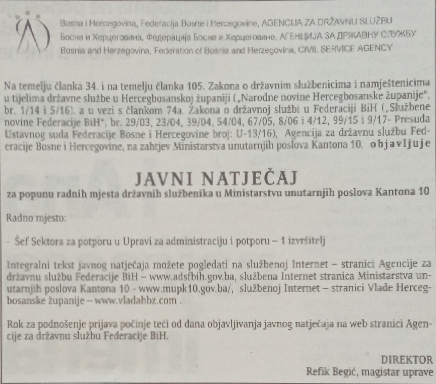 Bosna i Hercegovina, Federacija Bosne i Hercegovine, AGENCIJA ZA DRŽAVNU SLUŽBU
Босна и Херцеговина, Федерација Босне и Херцеговине, АГЕНЦИЈА ЗА ДРЖАВНУ СЛУЖБУ
Bosnia and Herzegovina, Federation of Bosnia and Herzegovina, CIVIL SERVICE AGENCY
Na temelju članka 34. i na temelju članka 105. Zakona o državnim službenicima i namještenicima
u tijelima državne službe u Hercegbosanskoj županiji („Narodne novine Hercegbosanske županije",
br. 1/14 i 5/16) a u vezi s člankom 74a. Zakona o državnoj službi u Federaciji BiH („Službene
novine Federacije BiH". br. 29/03, 23/04, 39/04, 54/04, 67/05, 8/06 i 4/12, 99/15 i 9/17- Presuda
Ustavnog suda Federacije Bosne i Hercegovine broj: U-13/16), Agencija za državnu službu Fed-
eracije Bosne i Hercegovine, na zahtjev Ministarstva unutarnjih poslova Kantona 10, objavljuje
JAVNI NATJEČAJ
za popunu radnih mjesta državnih službenika u Ministarstvu unutarnjih poslova Kantona 10
Radno mjesto:
- Šef Sektora za potporu u Upravi za administraciju i potporu – 1 izvršitelj
Integralni tekst javnog natječaja možete pogledati na službenoj Internet – stranici Agencije za
državnu službu Federacije BiH – www.adsfbih.gov.ba, službena Internet stranica Ministarstva un-
utarnjih poslova Kantona 10 - www.mupk10.gov.ba/, službenoj Internet – stranici Vlade Herceg-
bosanske županije – www.vladahbz.com .
Rok za podnošenje prijava počinje teći od dana objavljivanja javnog natječaja na web stranici Agen-
cije za državnu službu Federacije BiH.
DIREKTOR
Refik Begić, magistar uprave